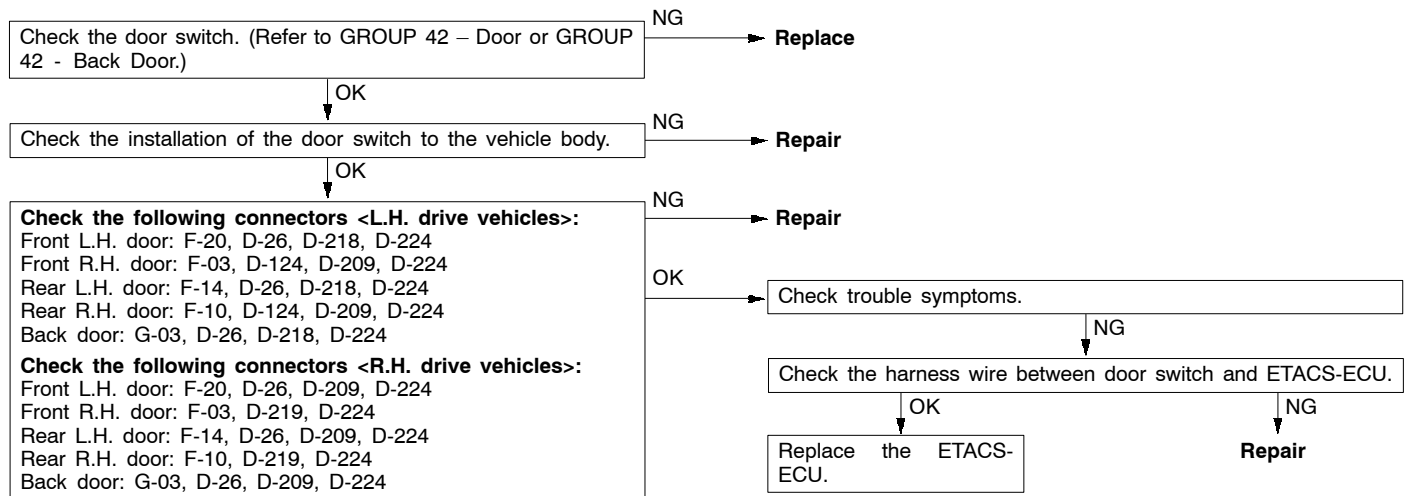 Check the door switch. (Refer to GROUP 42 – Door or GROUP
42 - Back Door.)
NG
Replace
OK
Check the installation of the door switch to the vehicle body.
NG
Repair
OK
Check the following connectors <L.H. drive vehicles>:
Front L.H. door: F-20, D-26, D-218, D-224
Front R.H. door: F-03, D-124, D-209, D-224
Rear L.H. door: F-14, D-26, D-218, D-224
Rear R.H. door: F-10, D-124, D-209, D-224
Back door: G-03, D-26, D-218, D-224
Check the following connectors <R.H. drive vehicles>:
Front L.H. door: F-20, D-26, D-209, D-224
Front R.H. door: F-03, D-219, D-224
Rear L.H. door: F-14, D-26, D-209, D-224
Rear R.H. door: F-10, D-219, D-224
Back door: G-03, D-26, D-209, D-224
NG
Repair
OK
Check trouble symptoms.
NG
Check the harness wire between door switch and ETACS-ECU.
OK
Replace the ETACS-
ECU.
NG
Repair